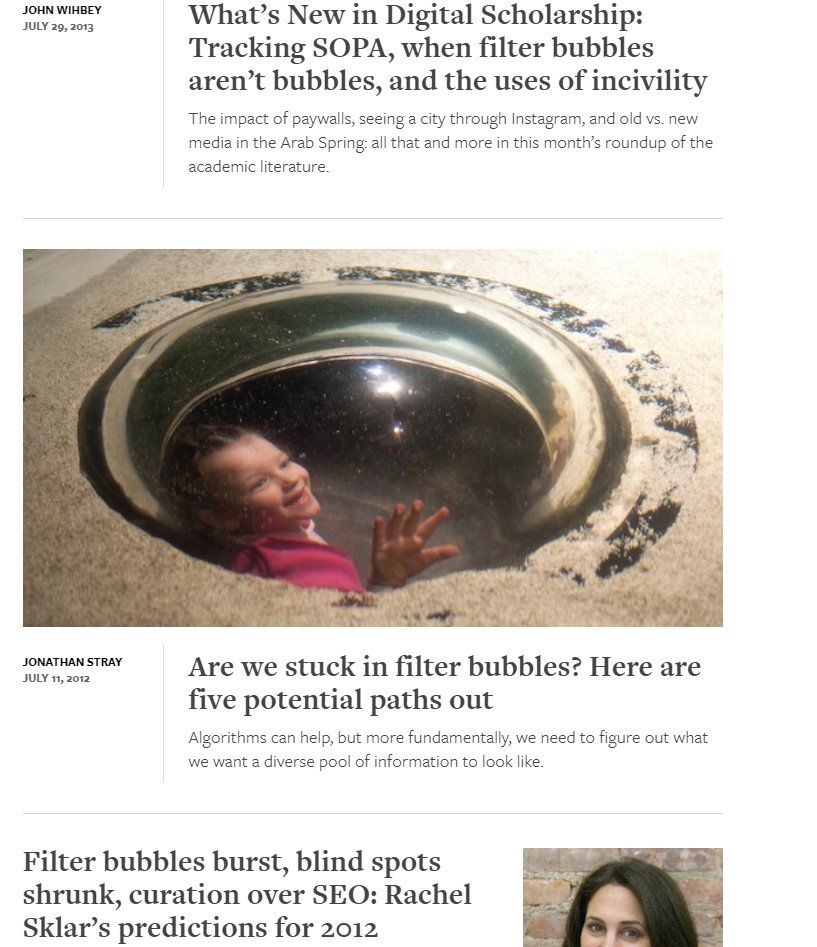 JOHN WIHBEY
JULY 29, 2013
What’s New in Digital Scholarship:
Tracking SOPA, when filter bubbles
aren’t bubbles, and the uses of incivility
The impact of paywalls, seeing a city through Instagram, and old vs. new
media in the Arab Spring: all that and more in this month’s roundup of the
academic literature.
JONATHAN STRAY
JULY 11, 2012
Are we stuck in filter bubbles? Here are
five potential paths out
Algorithms can help, but more fundamentally, we need to figure out what
we want a diverse pool of information to look like.
Filter bubbles burst, blind spots
shrunk, curation over SEO: Rachel
Sklar’s predictions for 2012